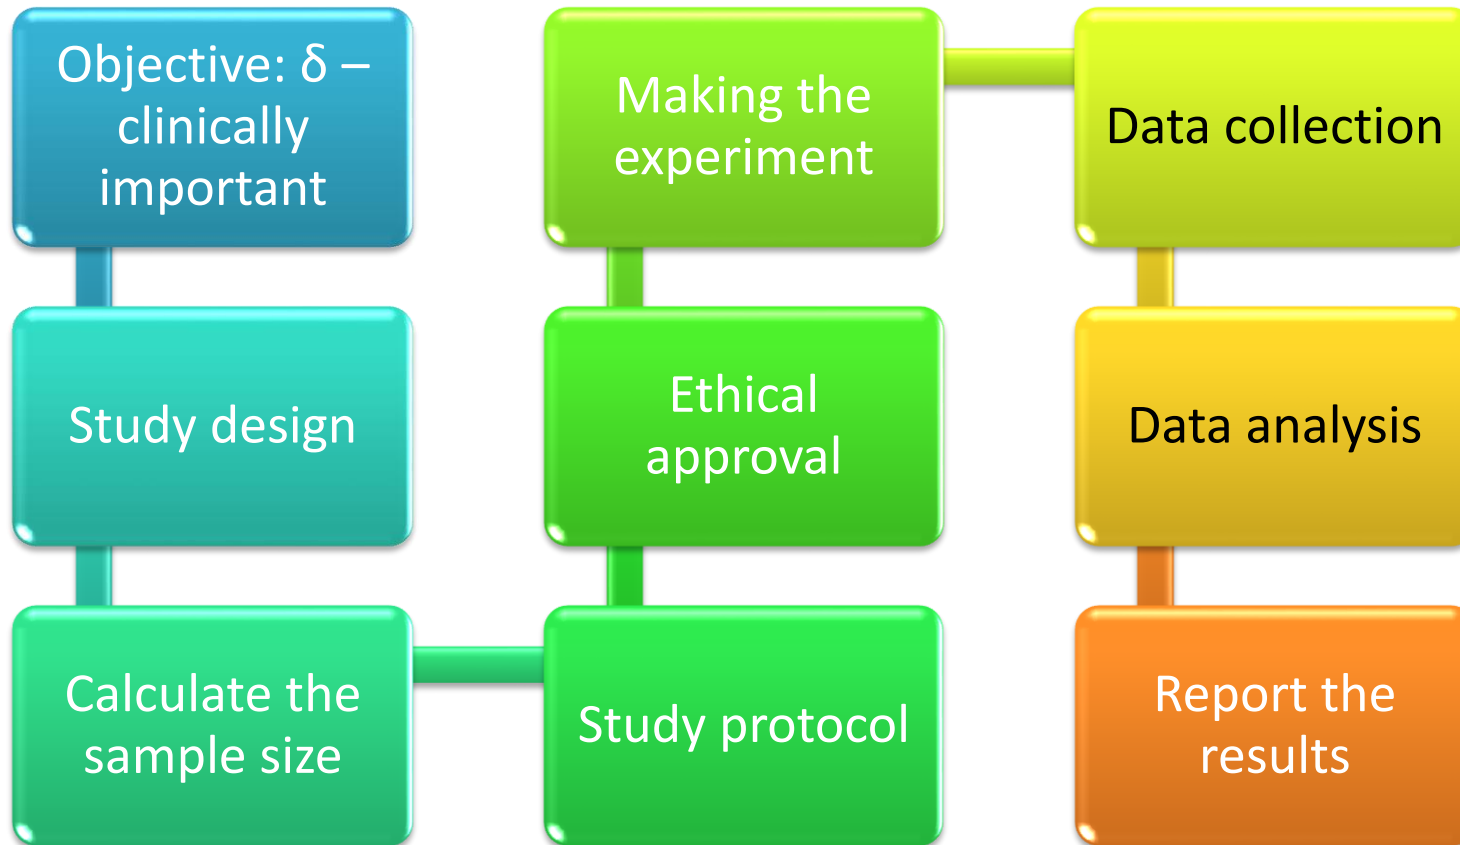 Objective: δ –
clinically
important
Study design
Calculate the
sample size
Study protocol
Ethical
approval
Making the
experiment
Data collection
Data analysis
Report the
results